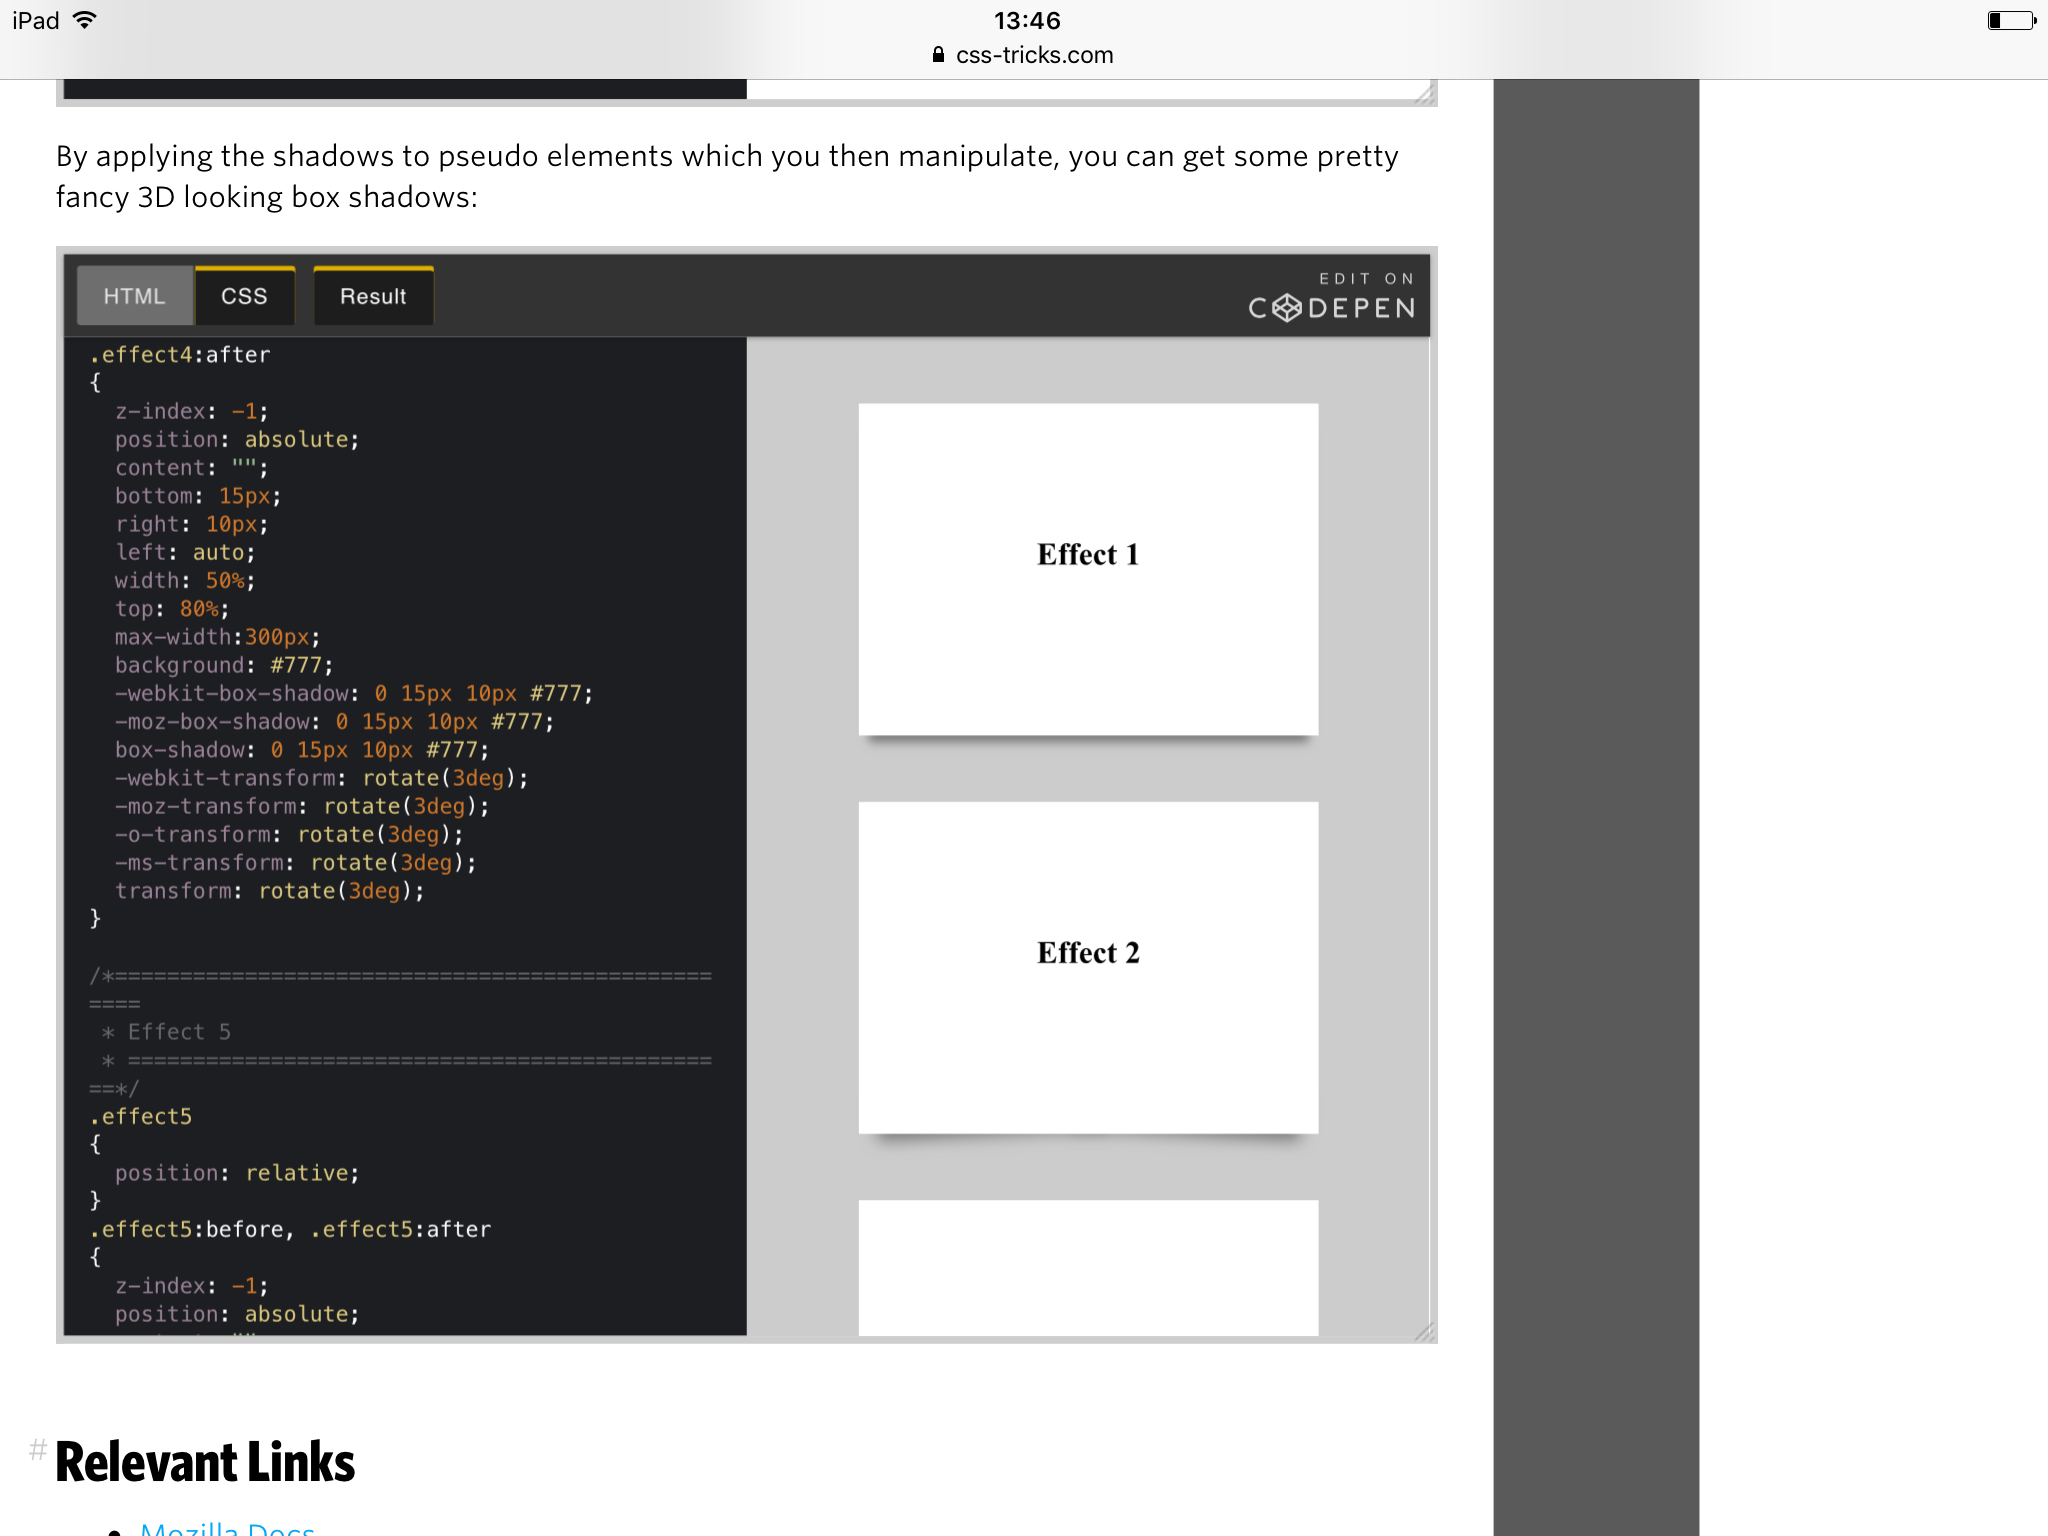 iPad
13:46
css-tricks.com
By applying the shadows to pseudo elements which you then manipulate, you can get some pretty
fancy 3D looking box shadows:
HTML CSS Result
EDIT ON
CODEPEN
.effect4:after
{
  z-index: -1;
  position: absolute;
  content: "";
  bottom: 15px;
  right: 10px;
  left: auto;
  width: 50%;
  top: 80%;
  max-width:300px;
  background: #777;
  -webkit-box-shadow: 0 15px 10px #777;
  -moz-box-shadow: 0 15px 10px #777;
  box-shadow: 0 15px 10px #777;
  -webkit-transform: rotate(3deg);
  -moz-transform: rotate(3deg);
  -o-transform: rotate(3deg);
  -ms-transform: rotate(3deg);
  transform: rotate(3deg);
}
/*==============================================
====
 * Effect 5
 * =============================================
==*/
.effect5
{
  position: relative;
}
.effect5:before, .effect5:after
{
  z-index: -1;
  position: absolute;
Effect 1
Effect 2
# Relevant Links
• Mozilla Docs